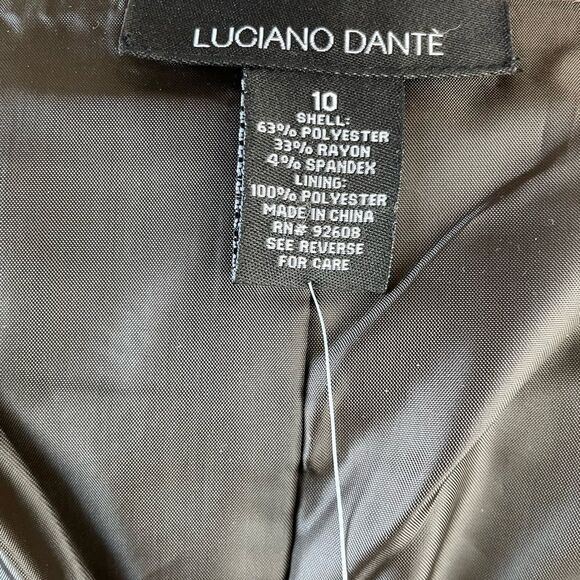 LUCIANO DANTÈ
10
SHELL:
63% POLYESTER
33% RAYON
4% SPANDEX
LINING:
100% POLYESTER
MADE IN CHINA
RN# 92608
SEE REVERSE
FOR CARE